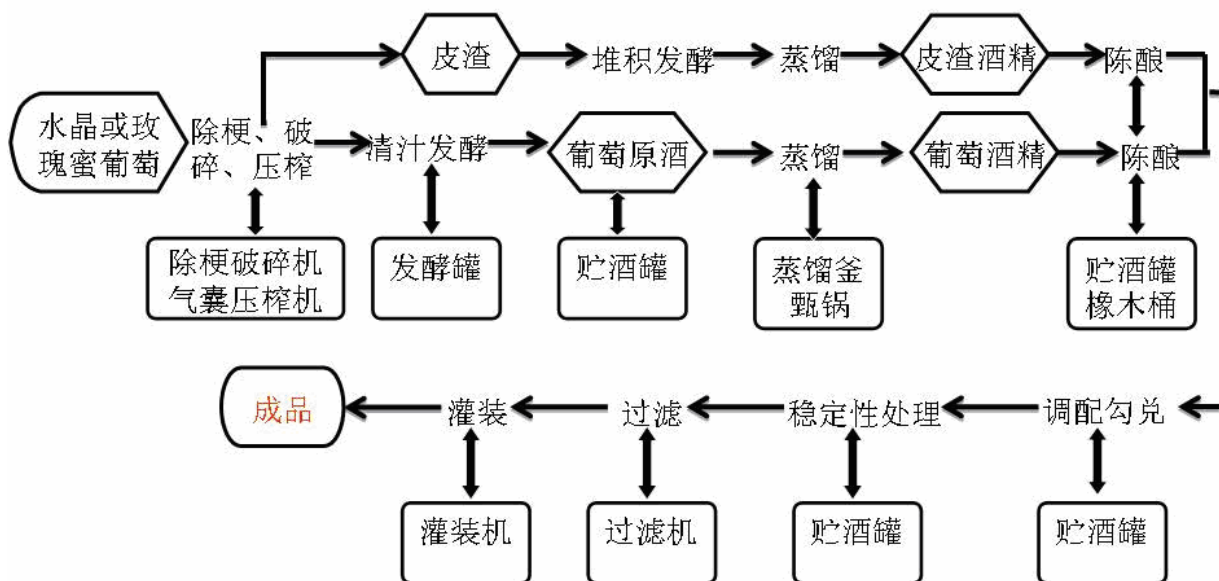 皮渣
堆积发酵
蒸馏
皮渣酒精
陈酿
水晶或玫
瑰蜜葡萄
除梗、破
碎、压榨
清汁发酵
葡萄原酒
蒸馏
葡萄酒精
陈酿
除梗破碎机
气囊压榨机
发酵罐
贮酒罐
蒸馏釜
甄锅
贮酒罐
橡木桶
成品
灌装
过滤
稳定性处理
调配勾兑
灌装机
过滤机
贮酒罐
贮酒罐